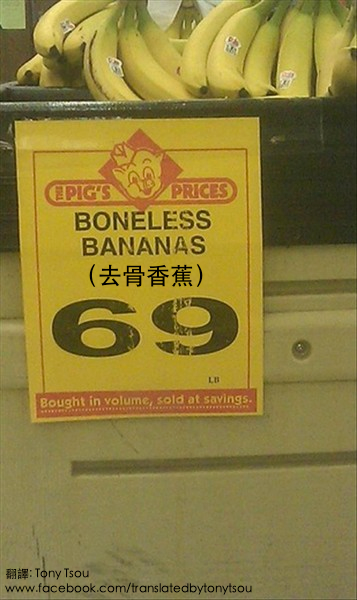 THE PIG'S PRICES
BONELESS
BANANAS
(去骨香蕉)
69
LB
Bought in volume, sold at savings.
翻譯: Tony Tsou
www.facebook.com/translatedbytonytsou